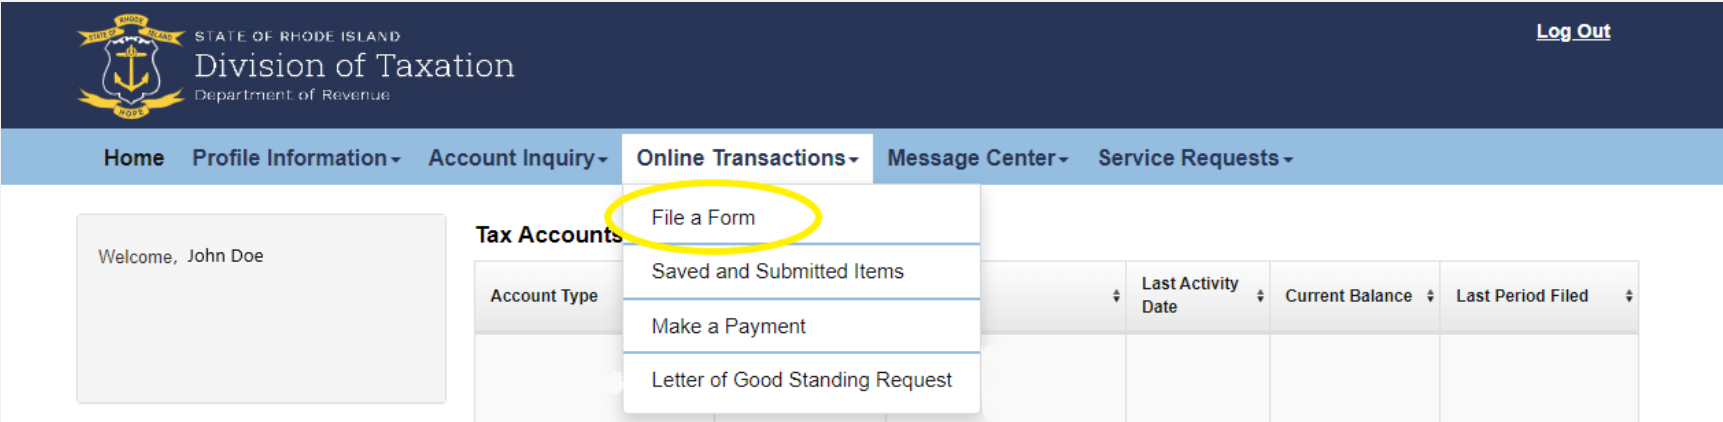 RHODE
STATE OF ISLAND
HOPE
STATE OF RHODE ISLAND
Division of Taxation
Department of Revenue
Log Out
Home Profile Information Account Inquiry Online Transactions Message Center Service Requests
File a Form
Saved and Submitted Items
Make a Payment
Letter of Good Standing Request
Welcome, John Doe
Tax Accounts
Account Type
Last Activity
Date
Current Balance
Last Period Filed